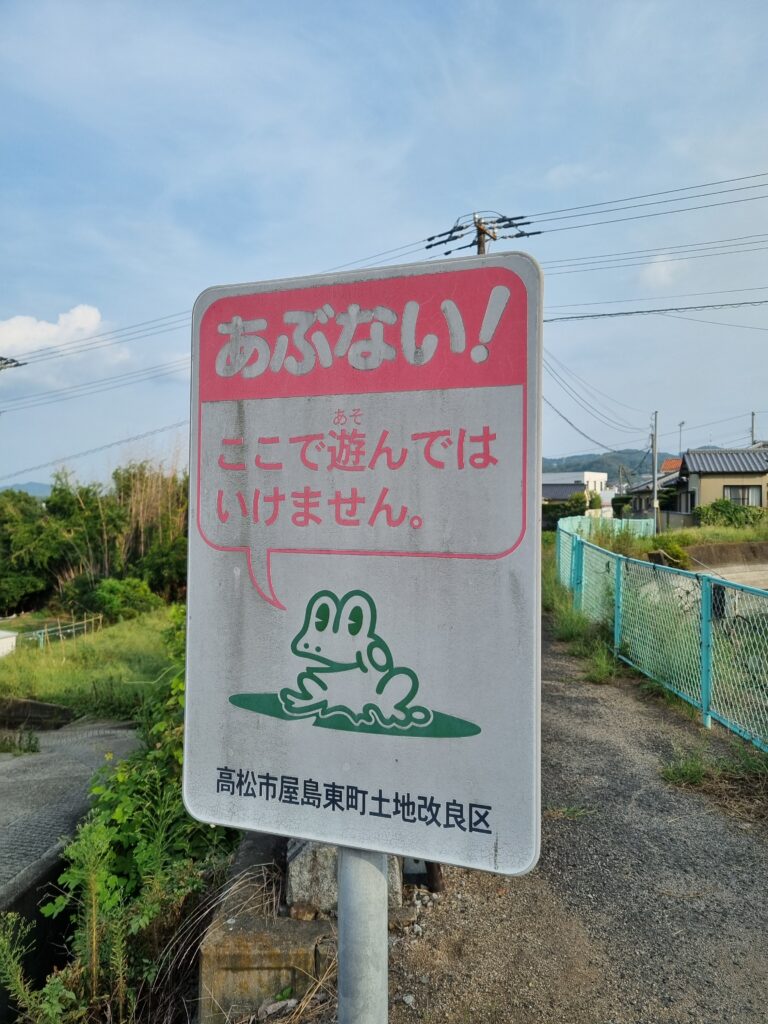 あぶない!
あそ
ここで遊んでは
いけません。
高松市屋島東町土地改良区